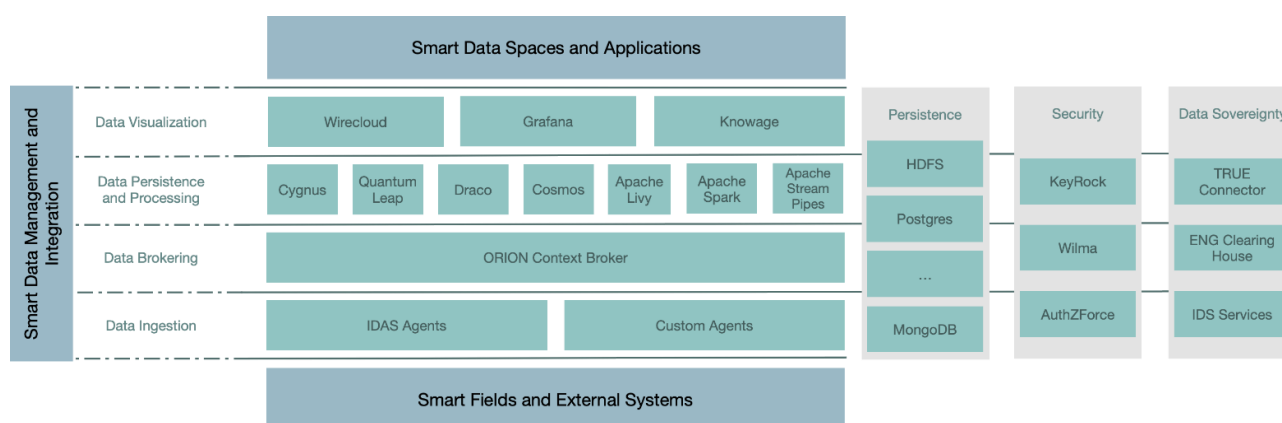 Smart Data Spaces and Applications
Smart Data Management and
Integration
Data Visualization
Wirecloud
Grafana
Knowage
Data Persistence
and Processing
Cygnus
Quantum
Leap
Draco
Cosmos
Apache
Livy
Apache
Spark
Apache
Stream
Pipes
Data Brokering
ORION Context Broker
Data Ingestion
IDAS Agents
Custom Agents
Persistence
HDFS
Postgres
...
MongoDB
Security
KeyRock
Wilma
AuthZForce
Data Sovereignty
TRUE
Connector
ENG Clearing
House
IDS Services
Smart Fields and External Systems